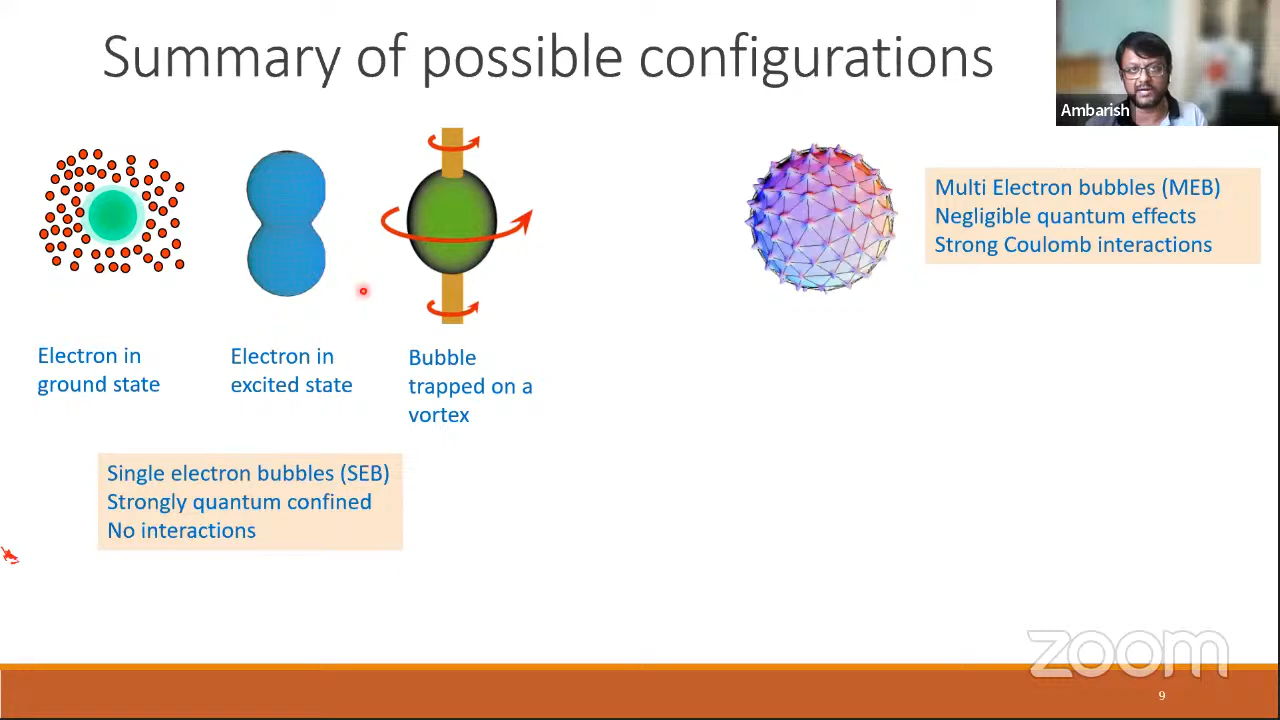 Summary of possible configurations
Ambarish
Multi Electron bubbles (MEB)
Negligible quantum effects
Strong Coulomb interactions
Electron in
ground state
Electron in
excited state
Bubble
trapped on a
vortex
Single electron bubbles (SEB)
Strongly quantum confined
No interactions
zoom
9